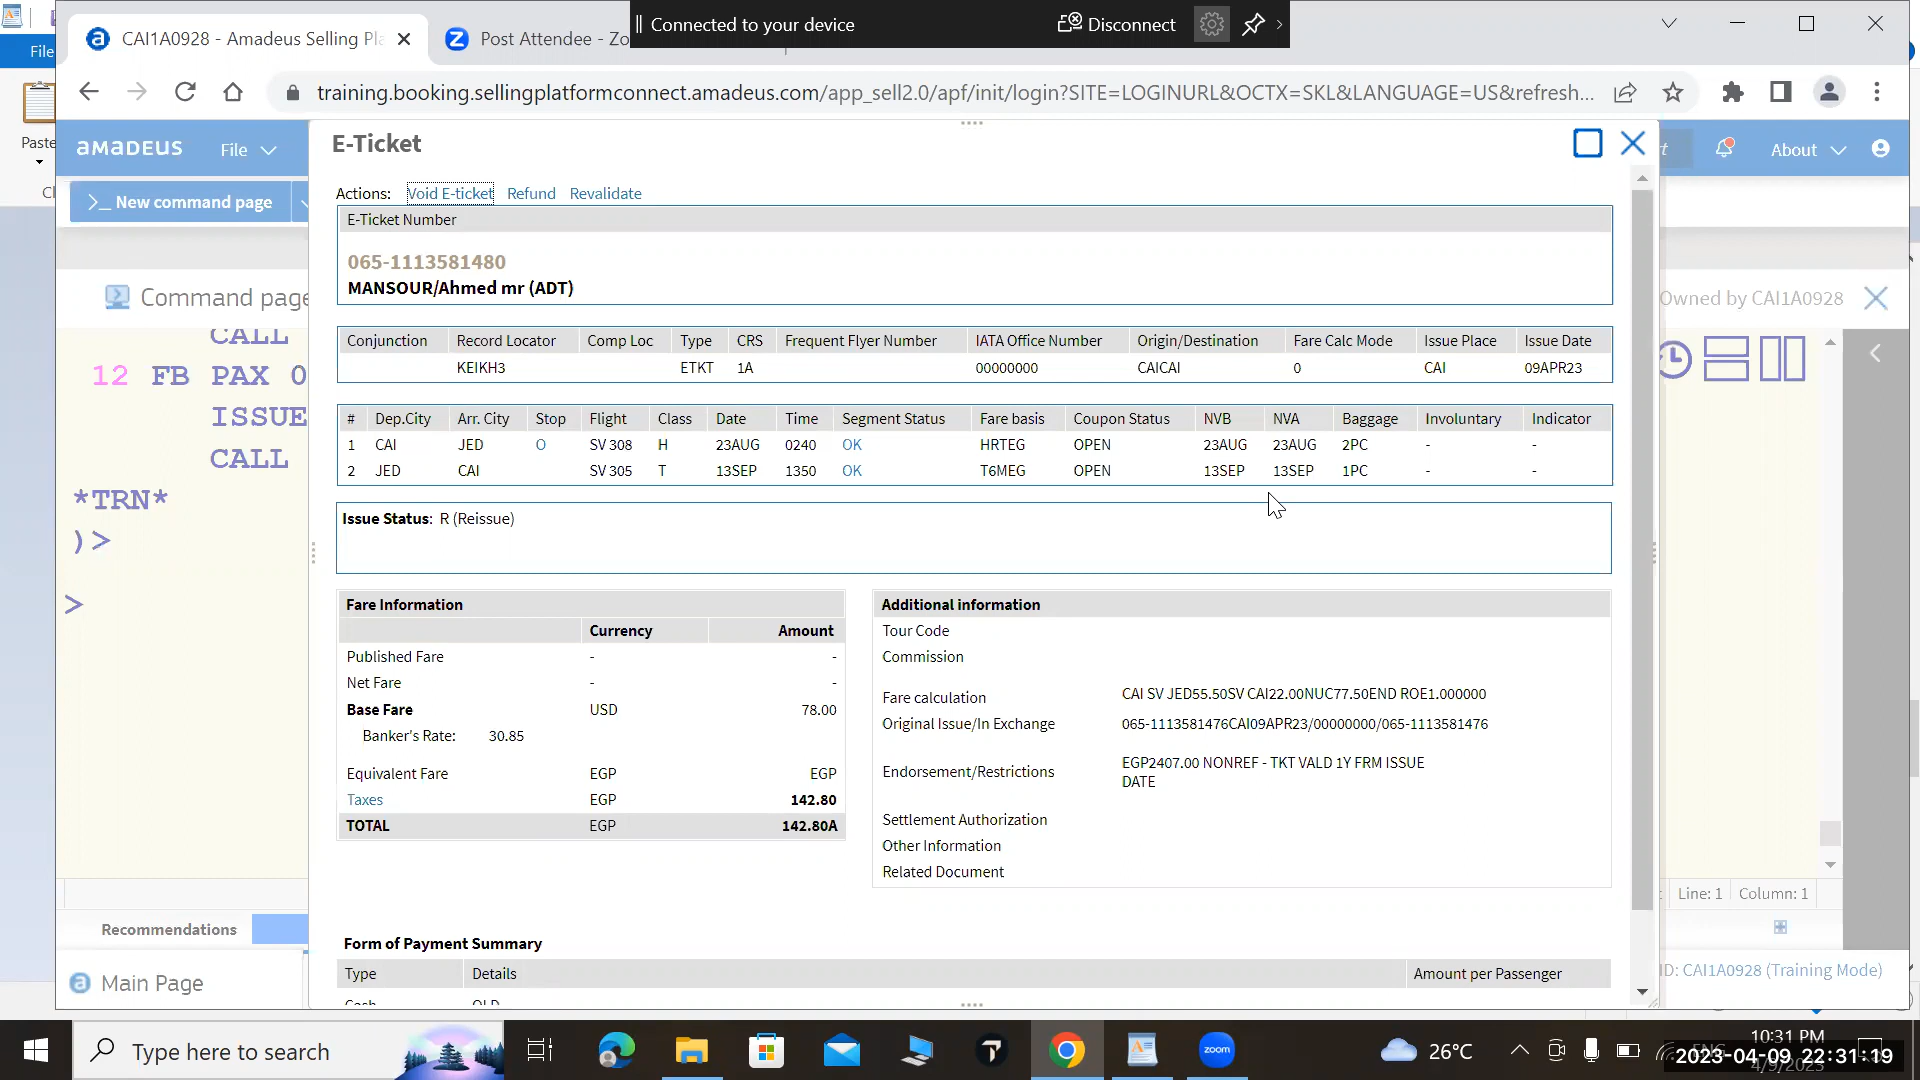 Connected to your device
Disconnect
CAI1A0928 - Amadeus Selling Pla
Post Attendee - Zo
File
training.booking.sellingplatformconnect.amadeus.com/app_sell2.0/apf/init/login?SITE=LOGINURL&OCTX=SKL&LANGUAGE=US&refresh...
Paste
aMaDEUS
File
E-Ticket
About
>_ New command page
Actions: Void E-ticket Refund Revalidate
E-Ticket Number
065-1113581480
MANSOUR/Ahmed mr (ADT)
Command page
Owned by CAI1A0928
Conjunction Record Locator Comp Loc Type CRS Frequent Flyer Number IATA Office Number Origin/Destination Fare Calc Mode Issue Place Issue Date
KEIKH3 ETKT 1A 00000000 CAICAI 0 CAI 09APR23
CALL
12 FB PAX 0
ISSUE
CALL
*TRN*
)>
>
# Dep.City Arr. City Stop Flight Class Date Time Segment Status Fare basis Coupon Status NVB NVA Baggage Involuntary Indicator
1 CAI JED O SV 308 H 23AUG 0240 OK HRTEG OPEN 23AUG 23AUG 2PC - -
2 JED CAI SV 305 T 13SEP 1350 OK T6MEG OPEN 13SEP 13SEP 1PC - -
Issue Status: R (Reissue)
Fare Information
Currency Amount
Published Fare - -
Net Fare - -
Base Fare USD 78.00
Banker's Rate: 30.85
Equivalent Fare EGP EGP
Taxes EGP 142.80
TOTAL EGP 142.80A
Additional information
Tour Code
Commission
Fare calculation CAI SV JED55.50SV CAI22.00NUC77.50END ROE1.000000
Original Issue/In Exchange 065-1113581476CAI09APR23/00000000/065-1113581476
Endorsement/Restrictions EGP2407.00 NONREF - TKT VALD 1Y FRM ISSUE
DATE
Settlement Authorization
Other Information
Related Document
Line: 1 Column: 1
Recommendations
Form of Payment Summary
Type Details Amount per Passenger
Cash OLD
Main Page
ID: CAI1A0928 (Training Mode)
Type here to search
zoom
26°C
10:31 PM
4/9/2023
2023-04-09 22:31:19